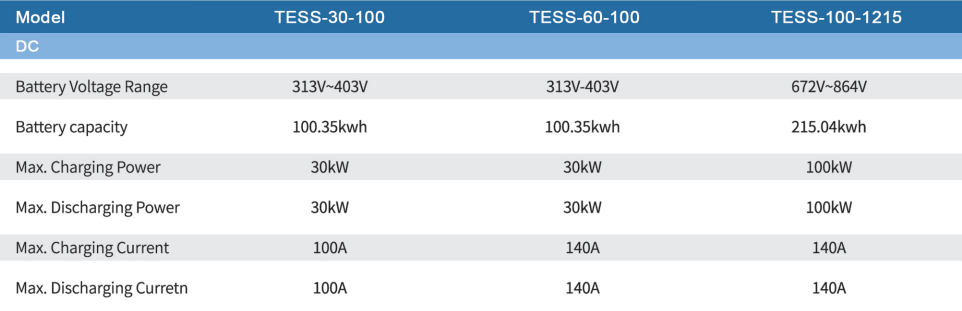 Model TESS-30-100 TESS-60-100 TESS-100-1215
DC
Battery Voltage Range 313V~403V 313V-403V 672V~864V
Battery capacity 100.35kwh 100.35kwh 215.04kwh
Max. Charging Power 30kW 30kW 100kW
Max. Discharging Power 30kW 30kW 100kW
Max. Charging Current 100A 140A 140A
Max. Discharging Curretn 100A 140A 140A